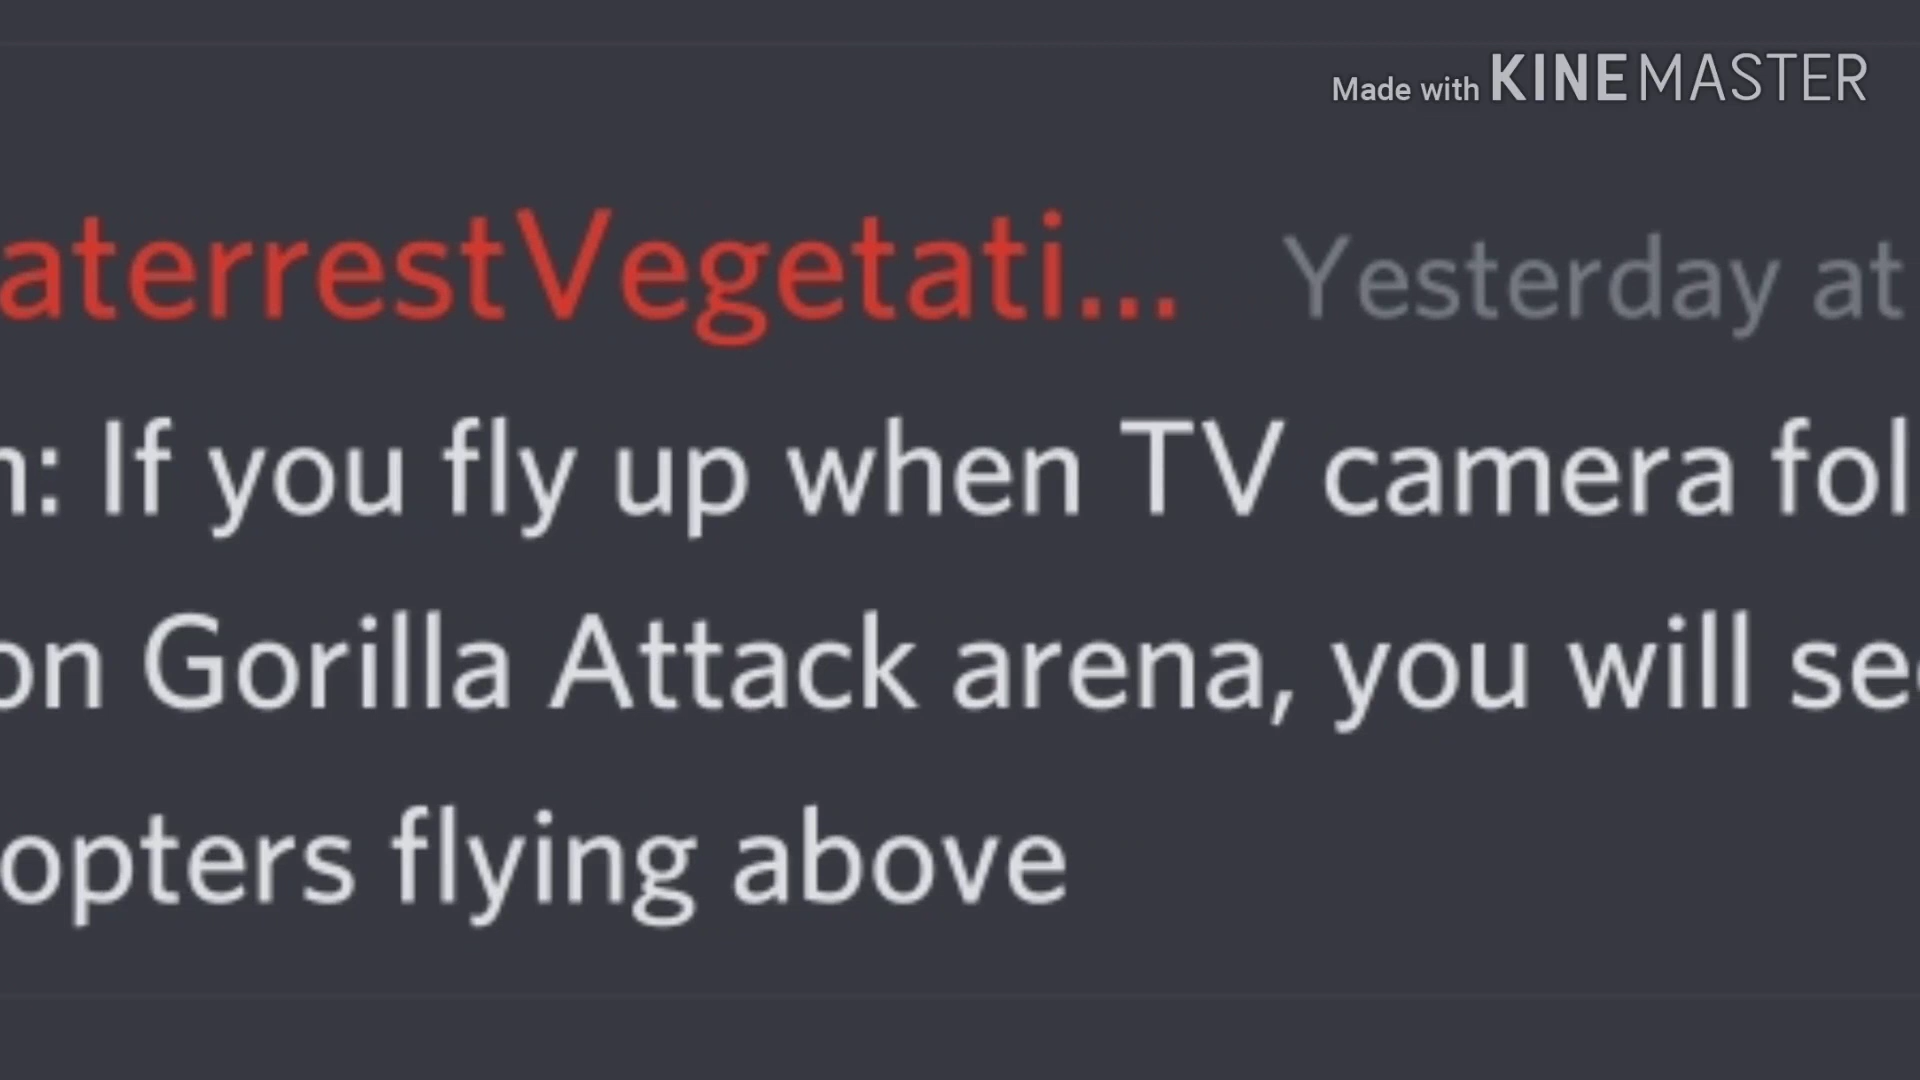 Made with KINEMASTER
aterrestVegetati... Yesterday at
n: If you fly up when TV camera fol
on Gorilla Attack arena, you will see
opters flying above